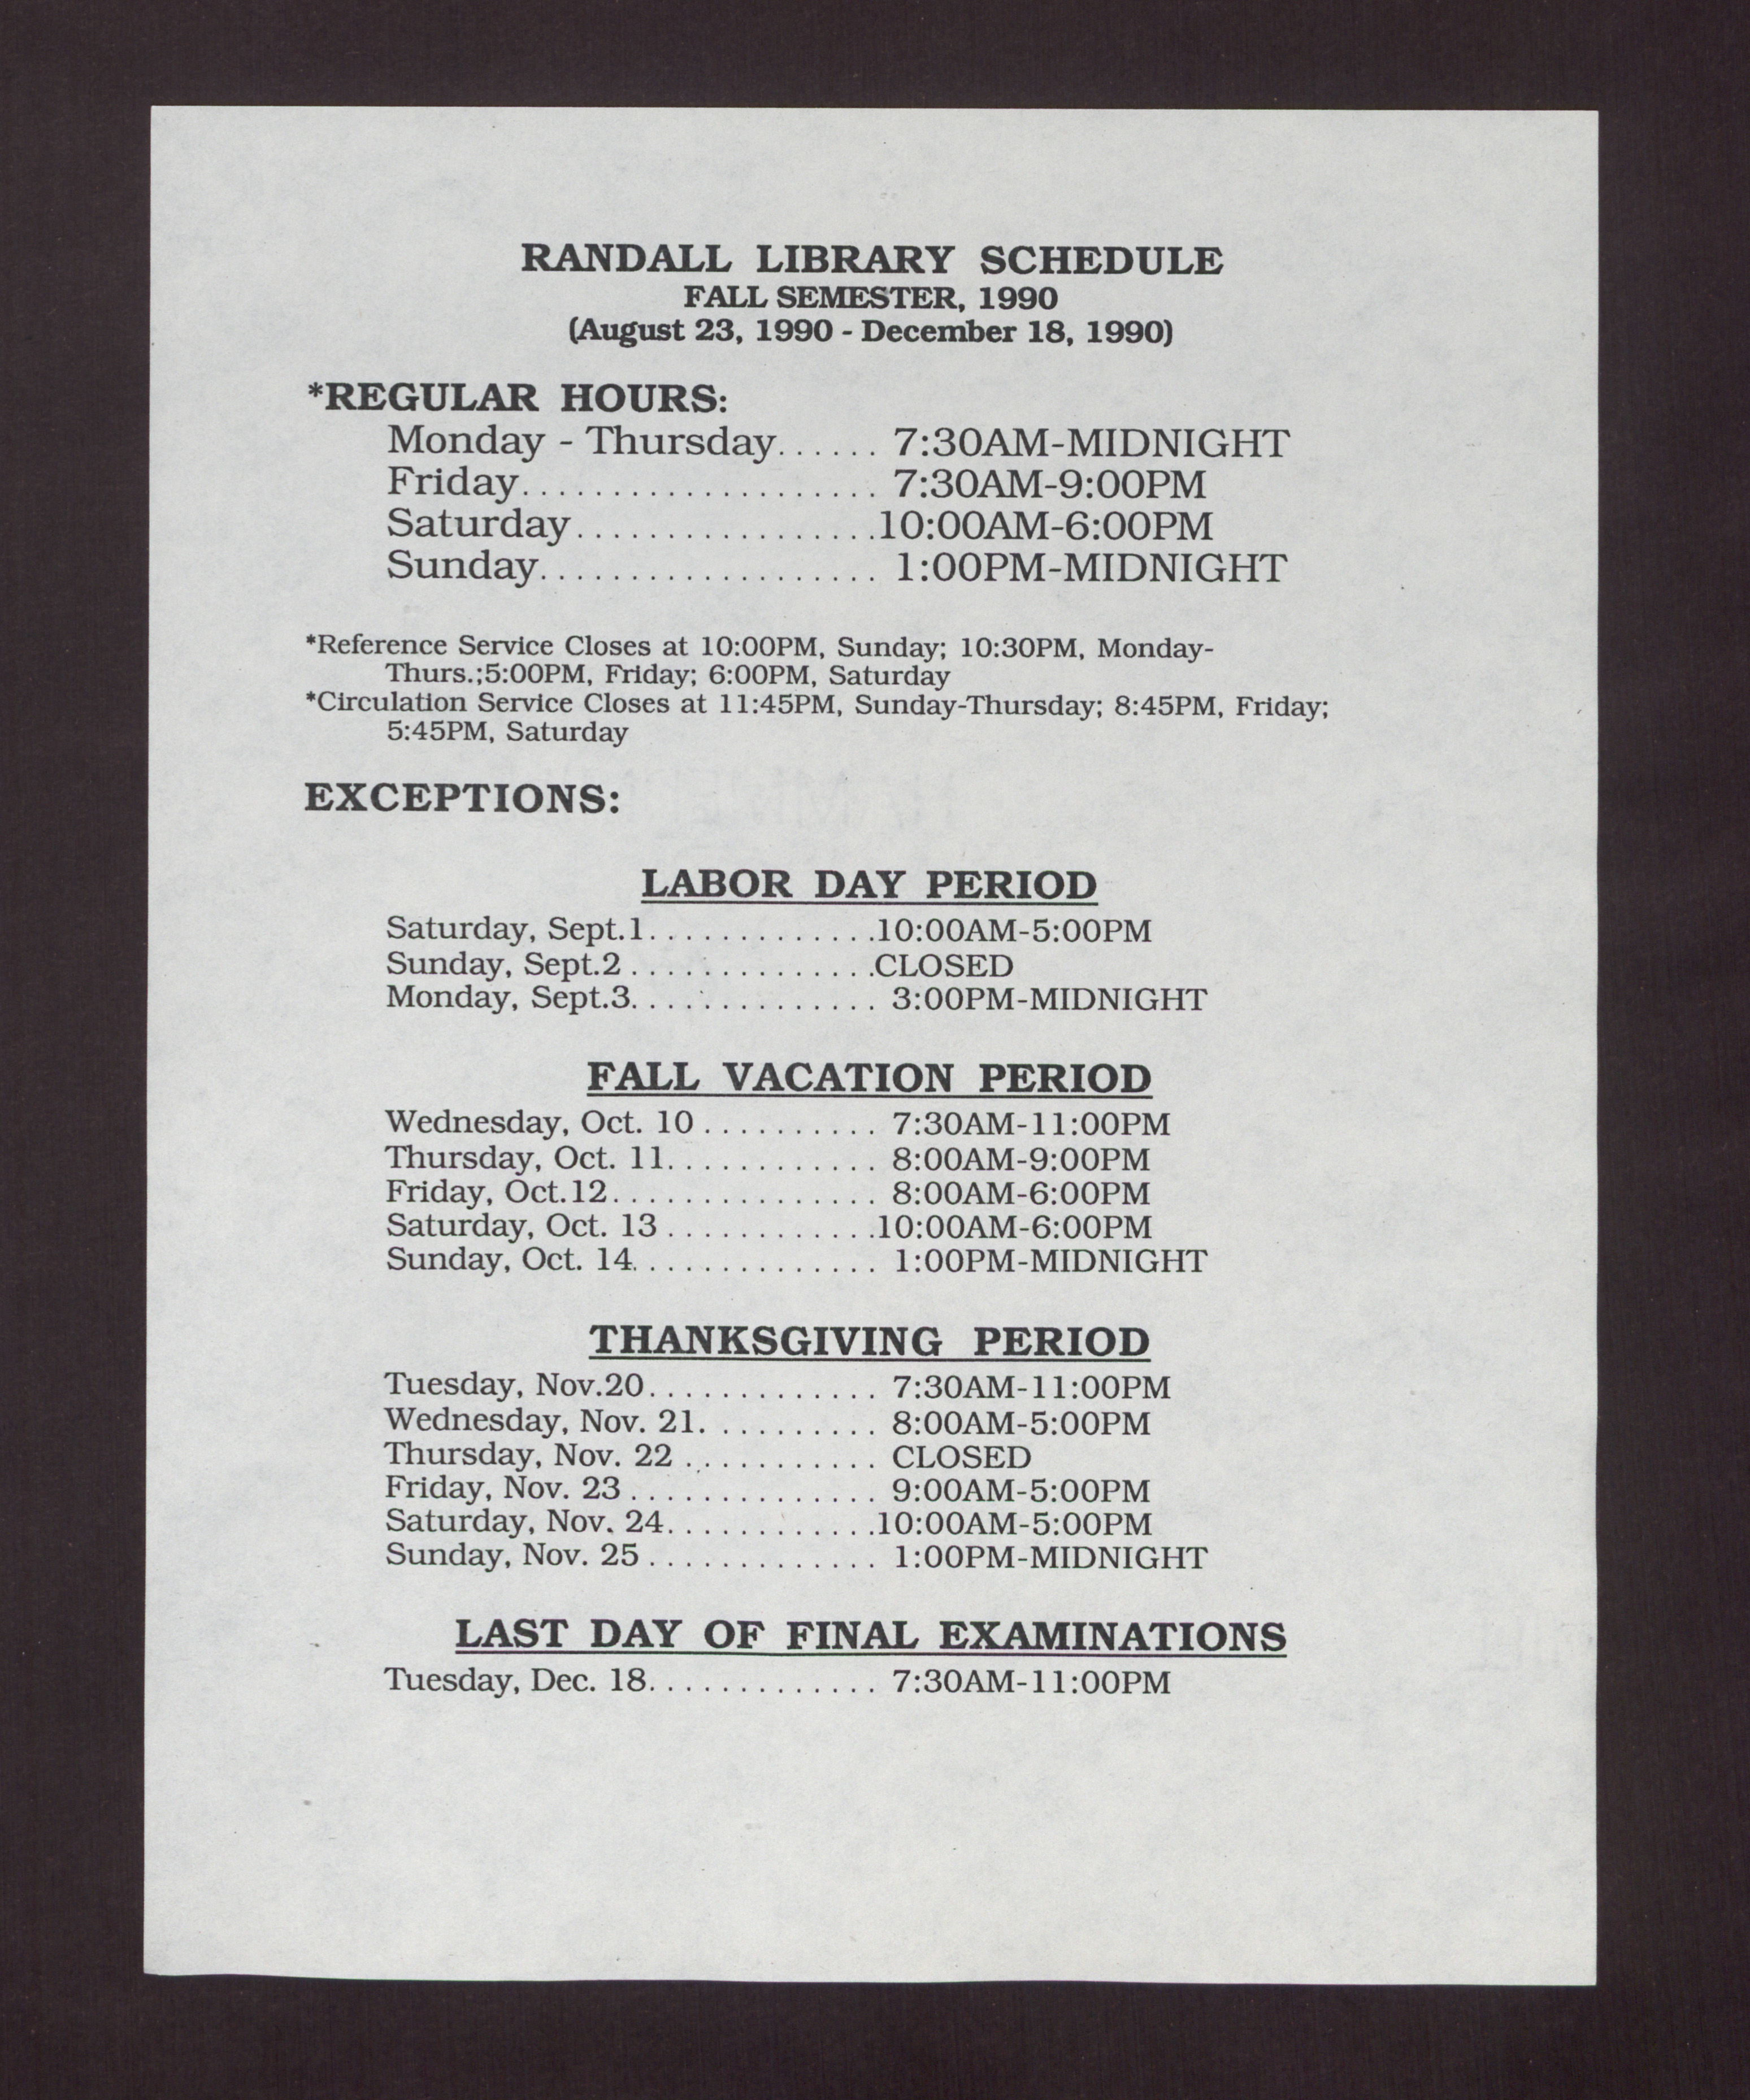 RANDALL LIBRARY SCHEDULE
FALL SEMESTER, 1990
(August 23, 1990 - December 18, 1990)
*REGULAR HOURS:
Monday - Thursday...... 7:30AM-MIDNIGHT
Friday.................... 7:30AM-9:00PM
Saturday.................10:00AM-6:00PM
Sunday................... 1:00PM-MIDNIGHT
*Reference Service Closes at 10:00PM, Sunday; 10:30PM, Monday-
Thurs.;5:00PM, Friday; 6:00PM, Saturday
*Circulation Service Closes at 11:45PM, Sunday-Thursday; 8:45PM, Friday;
5:45PM, Saturday
EXCEPTIONS:
LABOR DAY PERIOD
Saturday, Sept.1.............10:00AM-5:00PM
Sunday, Sept.2..............CLOSED
Monday, Sept.3.............. 3:00PM-MIDNIGHT
FALL VACATION PERIOD
Wednesday, Oct. 10.......... 7:30AM-11:00PM
Thursday, Oct. 11............ 8:00AM-9:00PM
Friday, Oct.12............... 8:00AM-6:00PM
Saturday, Oct. 13............10:00AM-6:00PM
Sunday, Oct. 14.............. 1:00PM-MIDNIGHT
THANKSGIVING PERIOD
Tuesday, Nov.20............. 7:30AM-11:00PM
Wednesday, Nov. 21.......... 8:00AM-5:00PM
Thursday, Nov. 22........... CLOSED
Friday, Nov. 23.............. 9:00AM-5:00PM
Saturday, Nov. 24............10:00AM-5:00PM
Sunday, Nov. 25............. 1:00PM-MIDNIGHT
LAST DAY OF FINAL EXAMINATIONS
Tuesday, Dec. 18............. 7:30AM-11:00PM